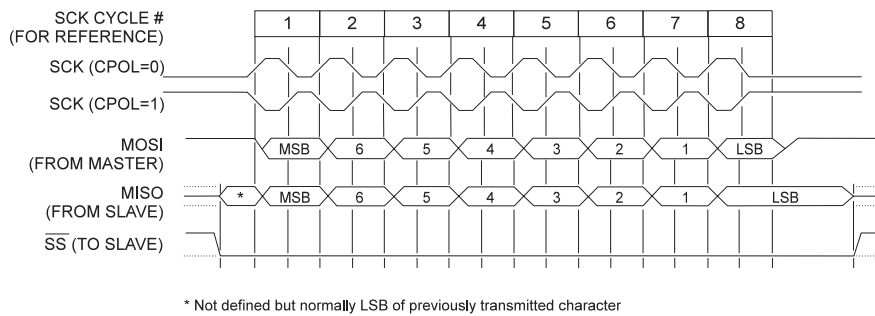 SCK CYCLE # 1 2 3 4 5 6 7 8
(FOR REFERENCE)
SCK (CPOL=0)
SCK (CPOL=1)
MOSI MSB 6 5 4 3 2 1 LSB
(FROM MASTER)
MISO * MSB 6 5 4 3 2 1 LSB
(FROM SLAVE)
SS (TO SLAVE)
* Not defined but normally LSB of previously transmitted character